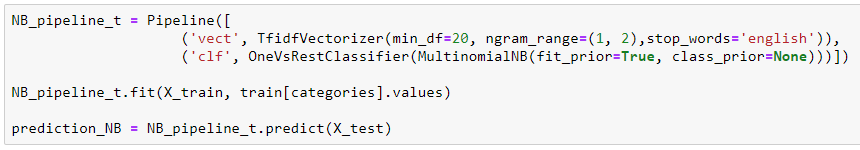 NB_pipeline_t = Pipeline([
('vect', TfidfVectorizer(min_df=20, ngram_range=(1, 2),stop_words='english')),
('clf', OneVsRestClassifier(MultinomialNB(fit_prior=True, class_prior=None)))])
NB_pipeline_t.fit(X_train, train[categories].values)
prediction_NB = NB_pipeline_t.predict(X_test)